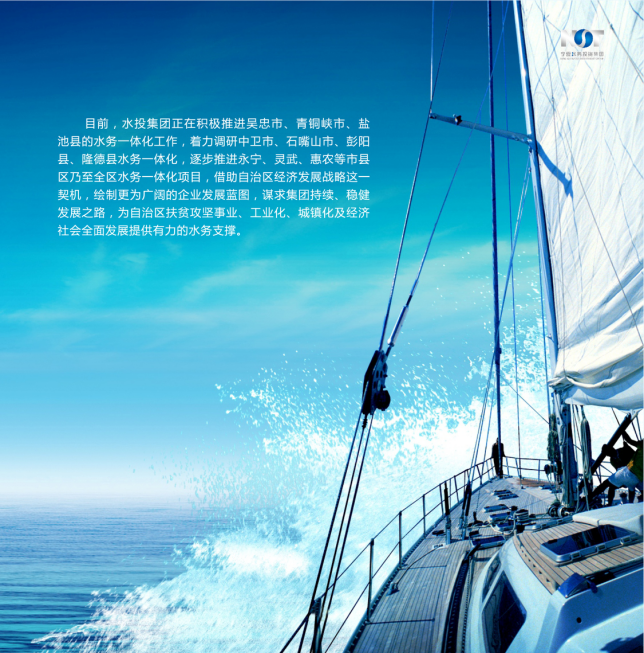 目前，水投集团正在积极推进吴忠市、青铜峡市、盐
池县的水务一体化工作，着力调研中卫市、石嘴山市、彭阳
县、隆德县水务一体化，逐步推进永宁、灵武、惠农等市县
区乃至全区水务一体化项目，借助自治区经济发展战略这一
契机，绘制更为广阔的企业发展蓝图，谋求集团持续、稳健
发展之路，为自治区扶贫攻坚事业、工业化、城镇化及经济
社会全面发展提供有力的水务支撑。